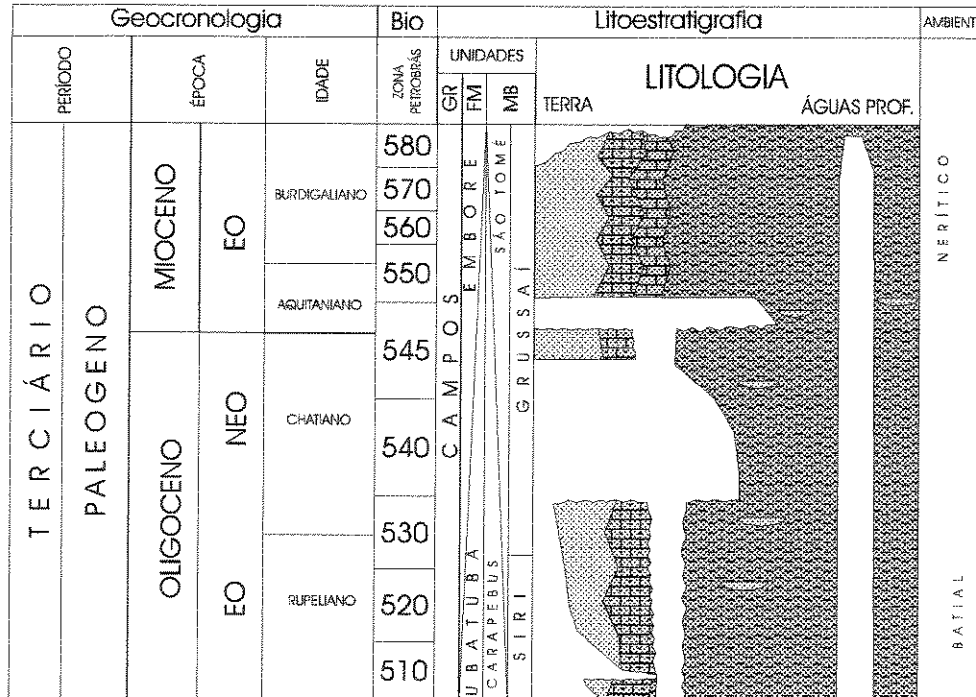 Geocronologia Bio Litoestratigrafia AMBIENT
PERÍODO ÉPOCA IDADE ZONA PETROBRÁS UNIDADES LITOLOGIA
GR FM MB TERRA ÁGUAS PROF.
TERCIÁRIO
PALEOGENO
MIOCENO
EO
BURDIGALIANO
AQUITANIANO
OLIGOCENO
NEO
CHATIANO
EO
RUPELIANO
580
570
560
550
545
540
530
520
510
CAMPOS
EMBORE
UBATUBA
SÃO TOMÉ
CARAPEBUS
GRUSSAÍ
SIRI
NERÍTICO
BATIAL